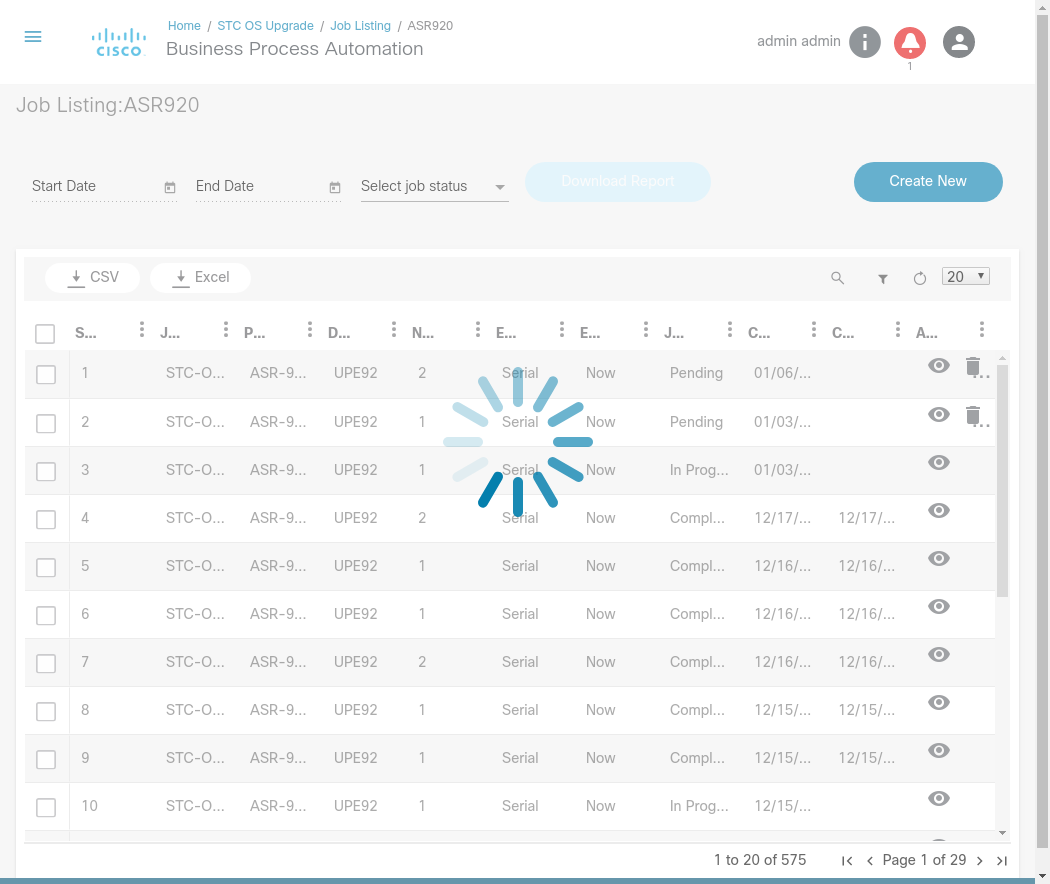 Home / STC OS Upgrade / Job Listing / ASR920
CISCO
Business Process Automation
admin admin
1
Job Listing:ASR920
Start Date End Date Select job status Download Report Create New
CSV Excel 20
S... J... P... D... N... E... E... J... C... C... A...
1 STC-O... ASR-9... UPE92 2 Serial Now Pending 01/06/... ...
2 STC-O... ASR-9... UPE92 1 Serial Now Pending 01/03/... ...
3 STC-O... ASR-9... UPE92 1 Serial Now In Prog... 01/03/...
4 STC-O... ASR-9... UPE92 2 Serial Now Compl... 12/17/... 12/17/...
5 STC-O... ASR-9... UPE92 1 Serial Now Compl... 12/16/... 12/16/...
6 STC-O... ASR-9... UPE92 1 Serial Now Compl... 12/16/... 12/16/...
7 STC-O... ASR-9... UPE92 2 Serial Now Compl... 12/16/... 12/16/...
8 STC-O... ASR-9... UPE92 1 Serial Now Compl... 12/15/... 12/15/...
9 STC-O... ASR-9... UPE92 1 Serial Now Compl... 12/15/... 12/15/...
10 STC-O... ASR-9... UPE92 1 Serial Now In Prog... 12/15/...
1 to 20 of 575 Page 1 of 29